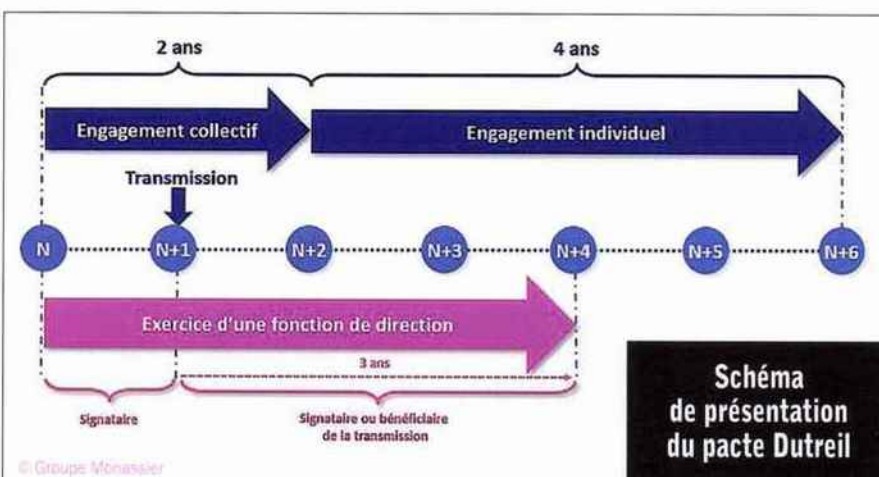 2 ans
4 ans
Engagement collectif
Engagement individuel
Transmission
N
N+1
N+2
N+3
N+4
N+5
N+6
Exercice d'une fonction de direction
3 ans
Signataire
Signataire ou bénéficiaire
de la transmission
Schéma
de présentation
du pacte Dutreil
© Groupe Monassier